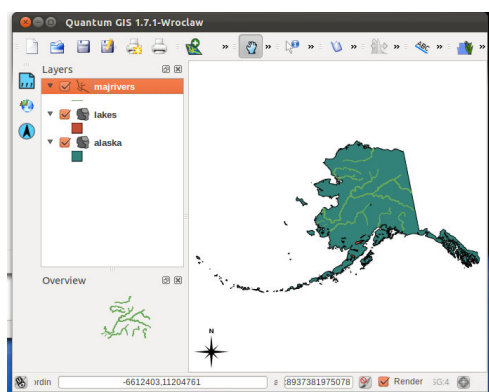 Quantum GIS 1.7.1-Wroclaw
» » » » » »
Layers
majrivers
lakes
alaska
Overview
N
ordin -6612403,11204761 :8937381975078 Render